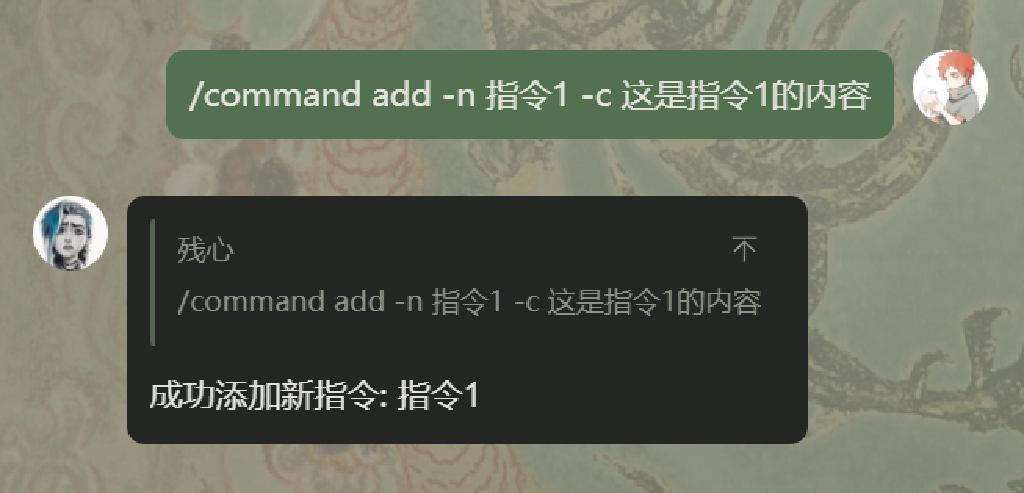 /command add -n 指令1 -c 这是指令1的内容
残心
/command add -n 指令1 -c 这是指令1的内容
成功添加新指令: 指令1